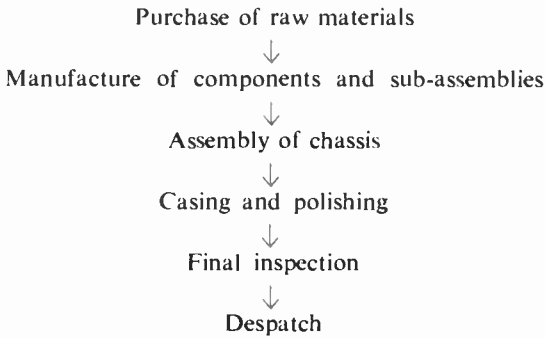 Purchase of raw materials
Manufacture of components and sub-assemblies
Assembly of chassis
Casing and polishing
Final inspection
Despatch